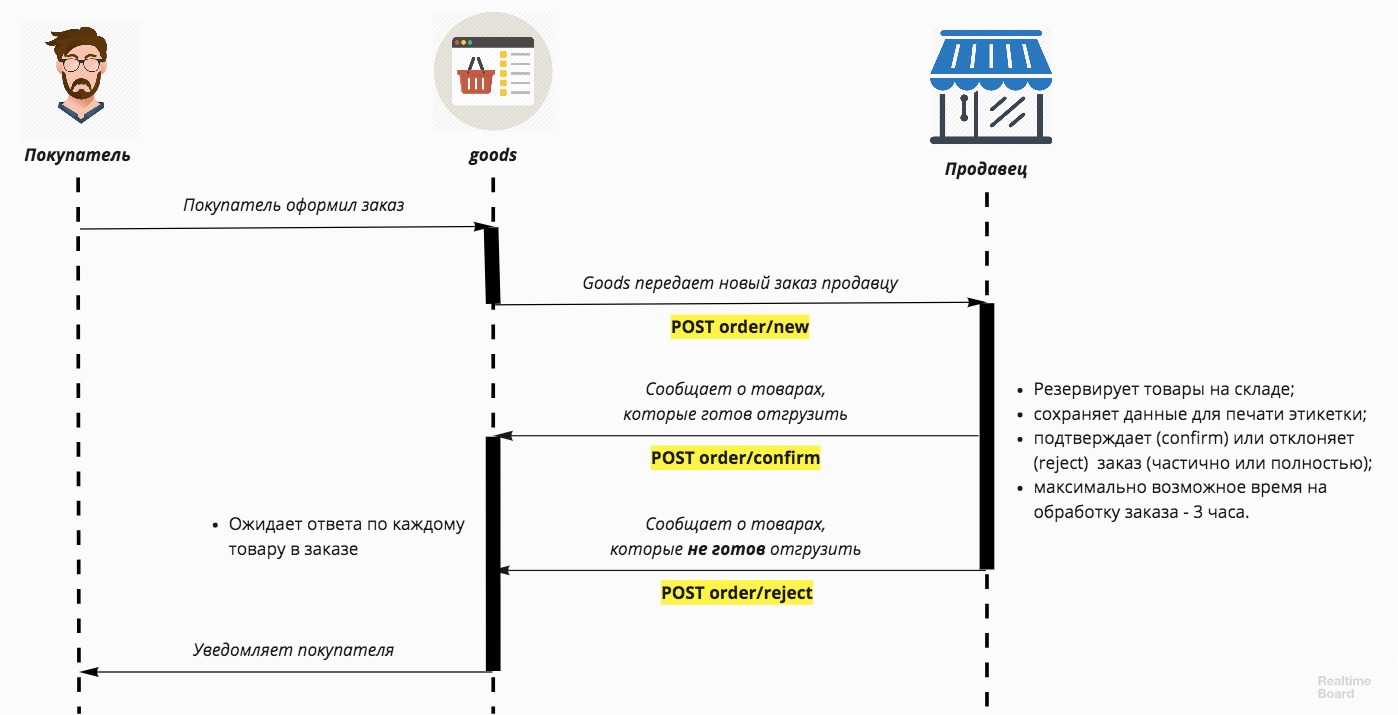 Покупатель
goods
Продавец
Покупатель оформил заказ
Goods передает новый заказ продавцу
POST order/new
Сообщает о товарах,
которые готов отгрузить
POST order/confirm
• Резервирует товары на складе;
• сохраняет данные для печати этикетки;
• подтверждает (confirm) или отклоняет
(reject) заказ (частично или полностью);
• максимально возможное время на
обработку заказа - 3 часа.
• Ожидает ответа по каждому
товару в заказе
Сообщает о товарах,
которые не готов отгрузить
POST order/reject
Уведомляет покупателя
Realtime
Board